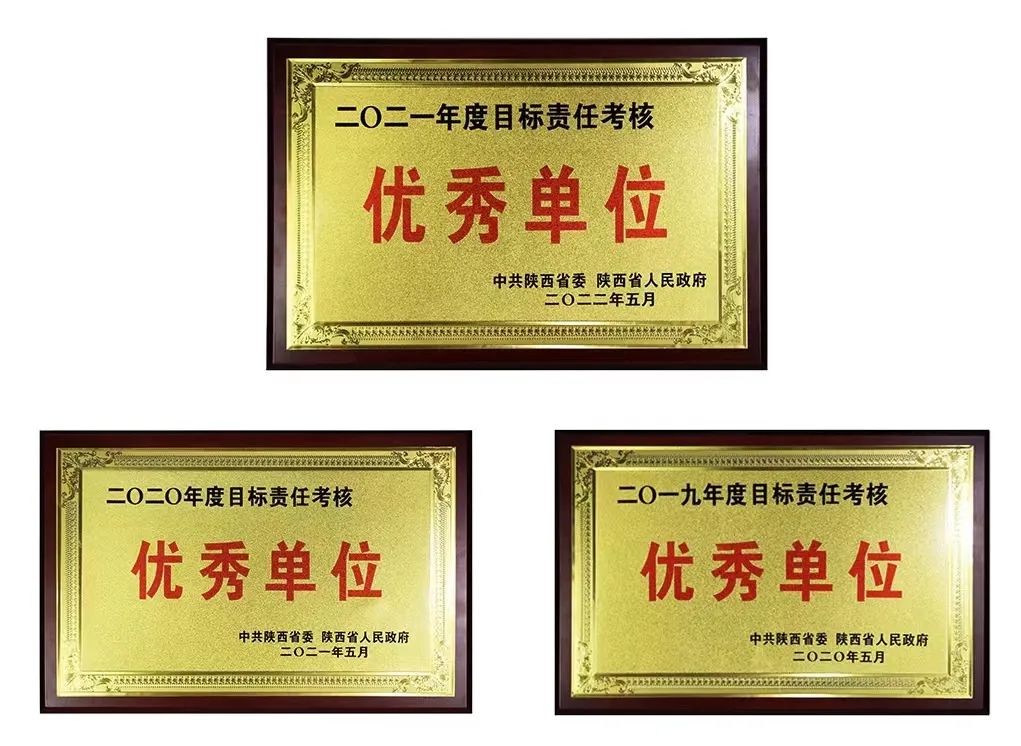 二〇二一年度目标责任考核
优秀单位
中共陕西省委 陕西省人民政府
二〇二二年五月
二〇二〇年度目标责任考核
优秀单位
中共陕西省委 陕西省人民政府
二〇二一年五月
二〇一九年度目标责任考核
优秀单位
中共陕西省委 陕西省人民政府
二〇二〇年五月